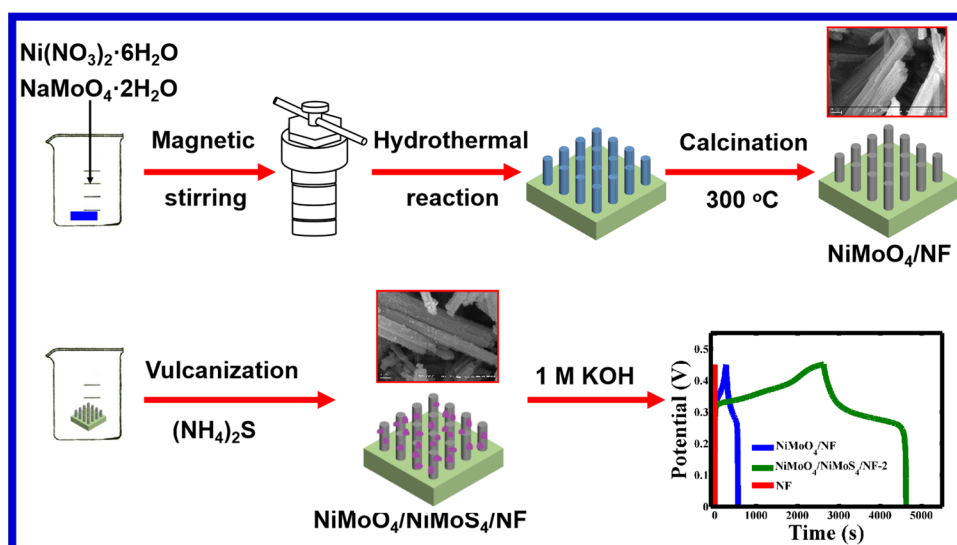 Ni(NO₃)₂·6H₂O
NaMoO₄·2H₂O
Magnetic
stirring
Hydrothermal
reaction
Calcination
300 ᵒC
NiMoO₄/NF
Vulcanization
(NH₄)₂S
NiMoO₄/NiMoS₄/NF
1 M KOH
Potential (V)
0.5
0.4
0.3
0.2
0.1
0
NiMoO₄/NF
NiMoO₄/NiMoS₄/NF-2
NF
0 1000 2000 3000 4000 5000
Time (s)